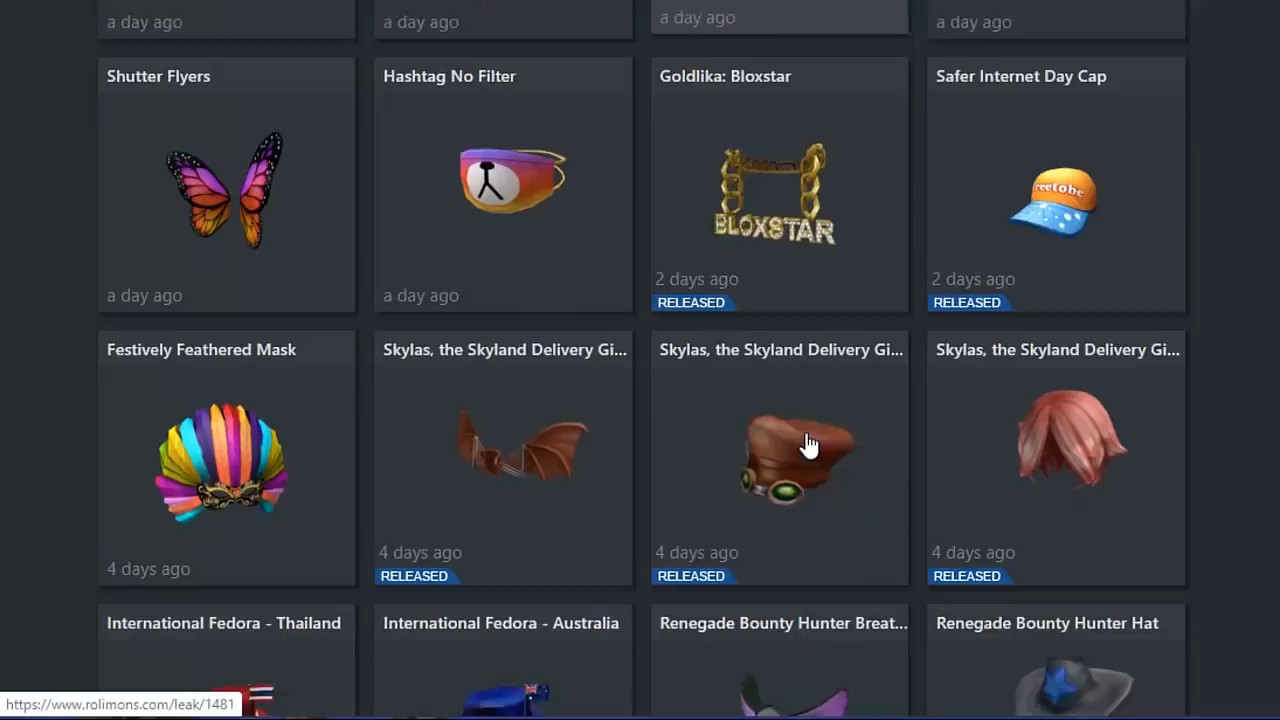 a day ago
a day ago
a day ago
a day ago
Shutter Flyers
Hashtag No Filter
Goldlika: Bloxstar
Safer Internet Day Cap
BLOXSTAR
reetobe
a day ago
a day ago
2 days ago
2 days ago
RELEASED
RELEASED
Festively Feathered Mask
Skylas, the Skyland Delivery Gi...
Skylas, the Skyland Delivery Gi...
Skylas, the Skyland Delivery Gi...
4 days ago
4 days ago
4 days ago
4 days ago
RELEASED
RELEASED
RELEASED
International Fedora - Thailand
International Fedora - Australia
Renegade Bounty Hunter Breat...
Renegade Bounty Hunter Hat
https://www.rolimons.com/leak/1481